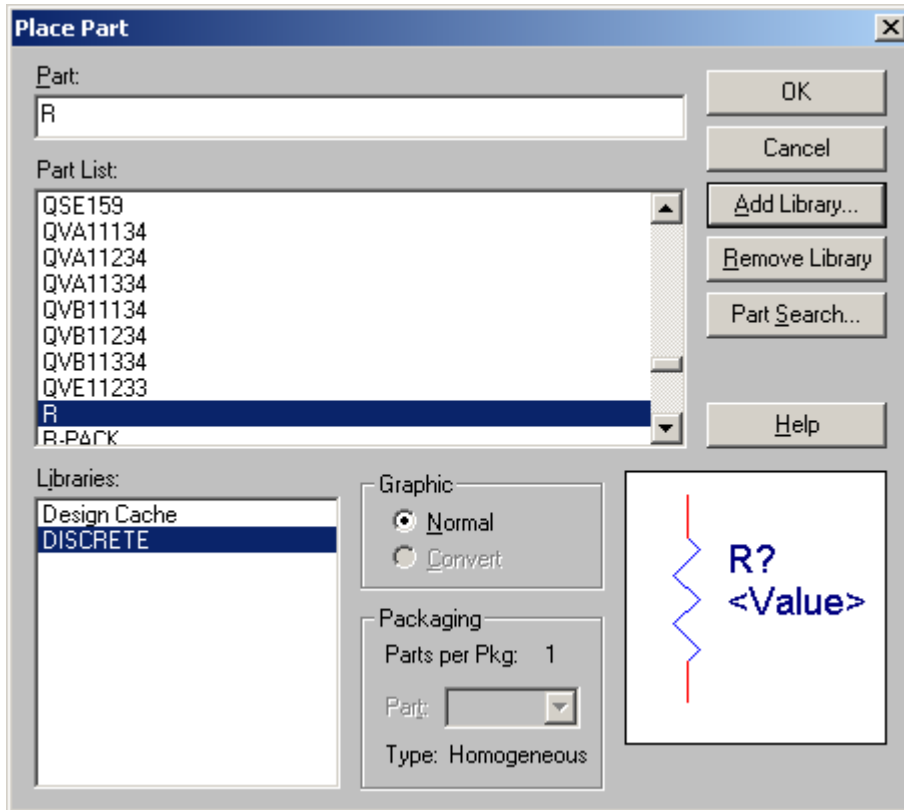 Place Part
Part:
R
OK
Cancel
Part List:
QSE159
QVA11134
QVA11234
QVA11334
QVB11134
QVB11234
QVB11334
QVE11233
R
R-PACK
Add Library...
Remove Library
Part Search...
Help
Libraries:
Design Cache
DISCRETE
Graphic
Normal
Convert
Packaging
Parts per Pkg: 1
Part:
Type: Homogeneous
R?
<Value>